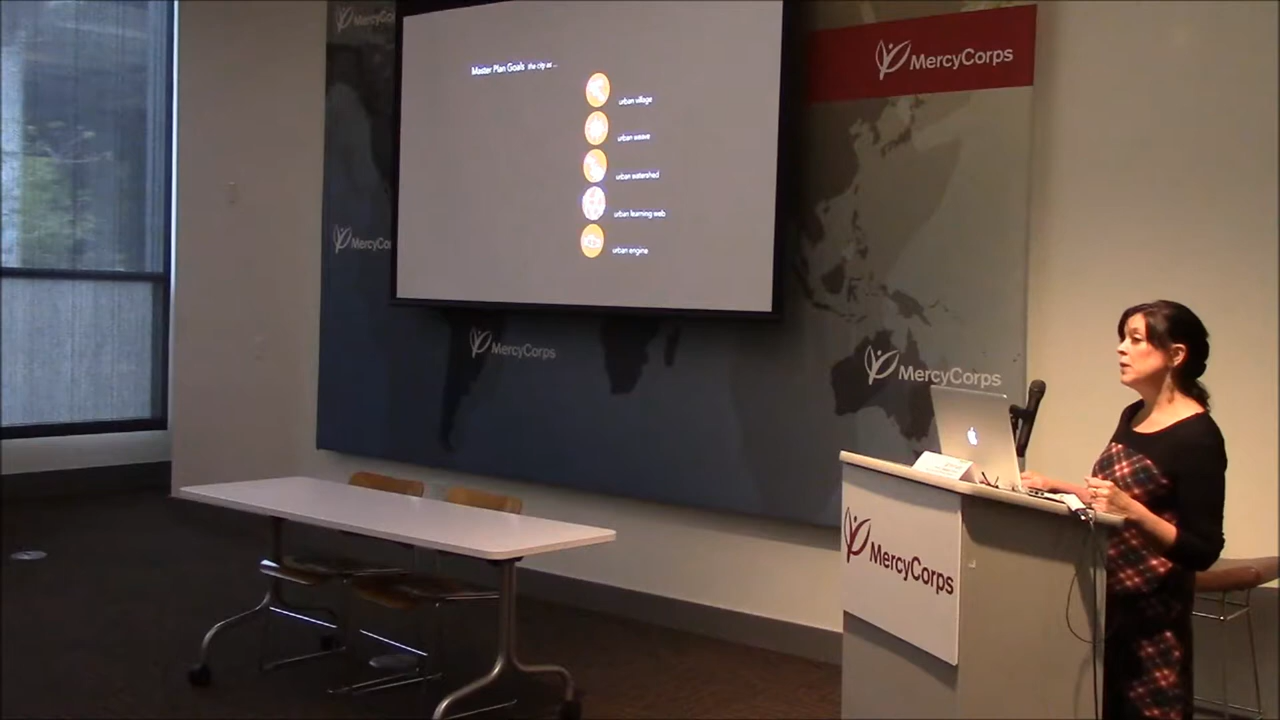 MercyCorps
MercyCorps
Master Plan Goals the city as...
urban village
urban weave
urban watershed
urban learning web
urban engine
MercyCor
MercyCorps
MercyCorps
MercyCorps